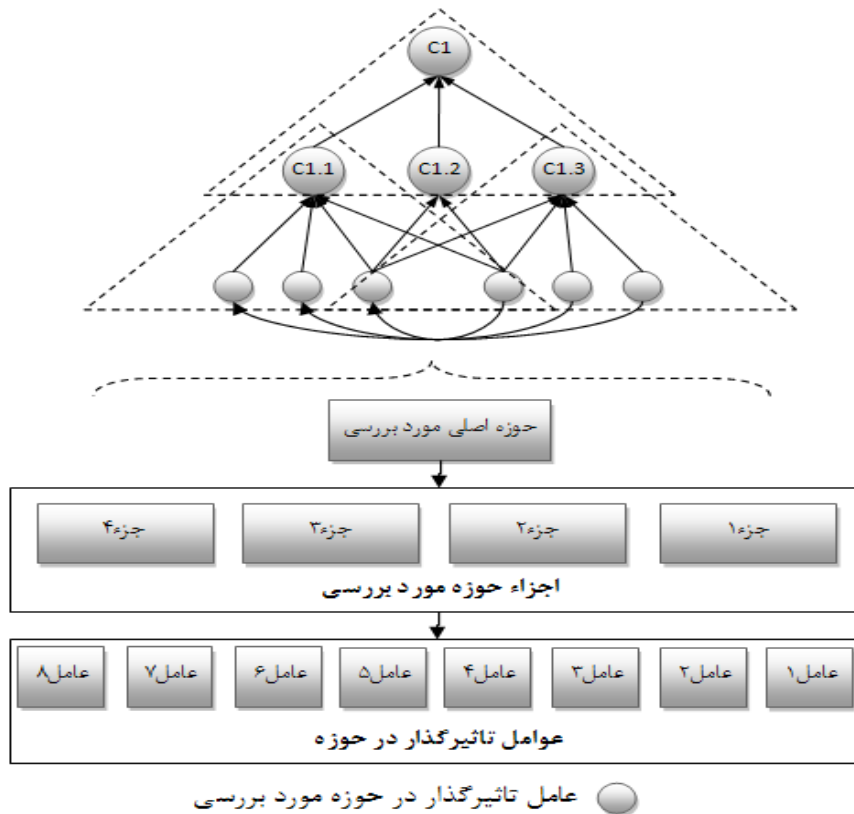 C1
C1.1 C1.2 C1.3
حوزه اصلی مورد بررسی
جزء۱ جزء۲ جزء۳ جزء۴
اجزاء حوزه مورد بررسی
عامل۱ عامل۲ عامل۳ عامل۴ عامل۵ عامل۶ عامل۷ عامل۸
عوامل تاثیرگذار در حوزه
عامل تاثیرگذار در حوزه مورد بررسی